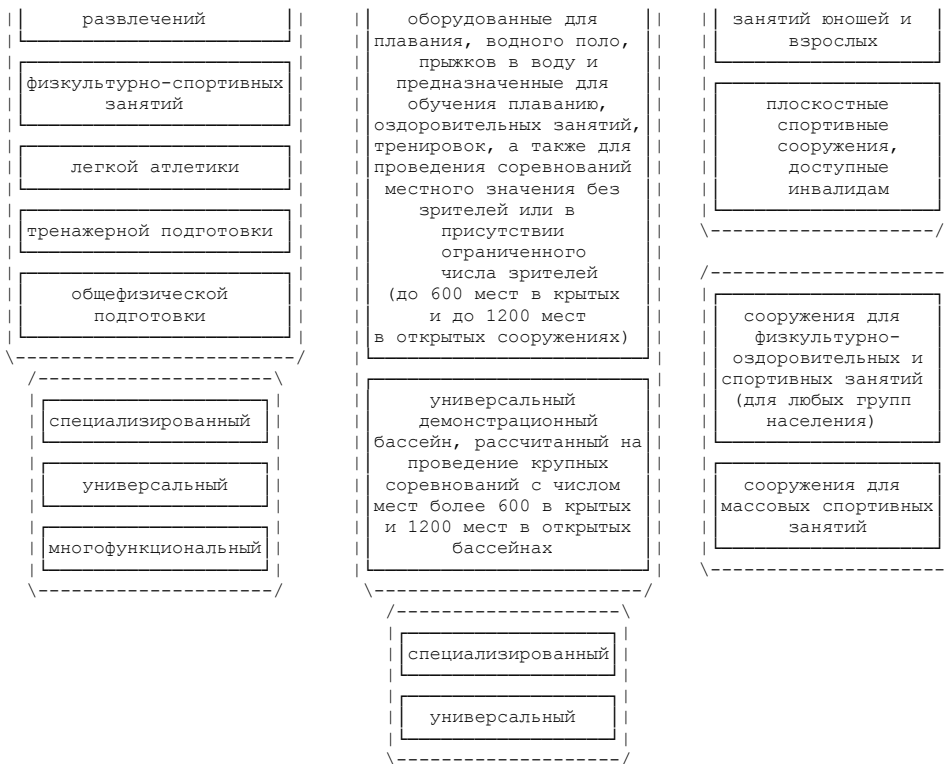 развлечений
физкультурно-спортивных
занятий
легкой атлетики
тренажерной подготовки
общефизической
подготовки
специализированный
универсальный
многофункциональный
оборудованные для
плавания, водного поло,
прыжков в воду и
предназначенные для
обучения плаванию,
оздоровительных занятий,
тренировок, а также для
проведения соревнований
местного значения без
зрителей или в
присутствии
ограниченного
числа зрителей
(до 600 мест в крытых
и до 1200 мест
в открытых сооружениях)
универсальный
демонстрационный
бассейн, рассчитанный на
проведение крупных
соревнований с числом
мест более 600 в крытых
и 1200 мест в открытых
бассейнах
специализированный
универсальный
занятий юношей и
взрослых
плоскостные
спортивные
сооружения,
доступные
инвалидам
сооружения для
физкультурно-
оздоровительных и
спортивных занятий
(для любых групп
населения)
сооружения для
массовых спортивных
занятий